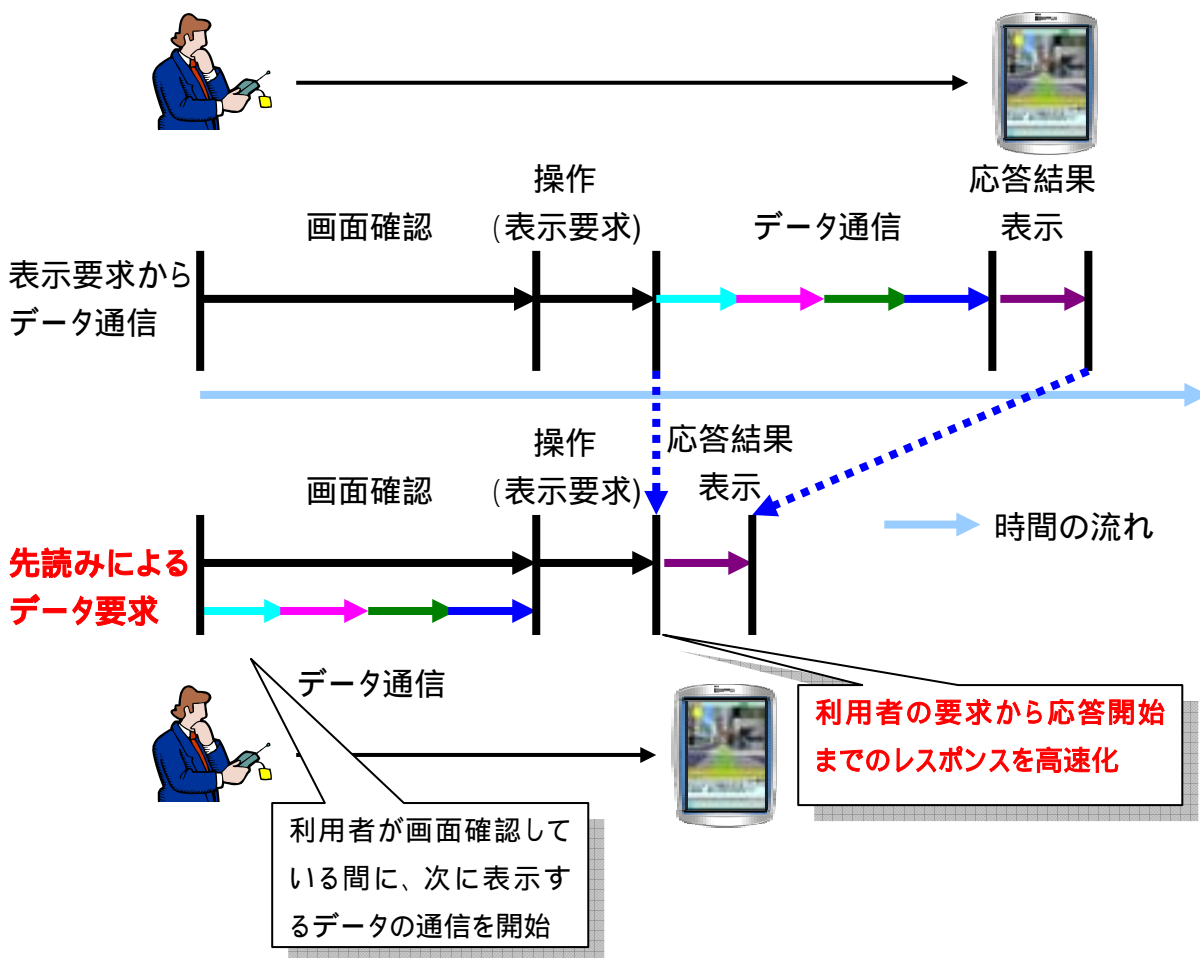 操作
応答結果
画面確認
(表示要求)
データ通信
表示
表示要求から
データ通信
操作
応答結果
画面確認
(表示要求)
表示
時間の流れ
先読みによる
データ要求
データ通信
利用者の要求から応答開始
までのレスポンスを高速化
利用者が画面確認して
いる間に、次に表示す
るデータの通信を開始